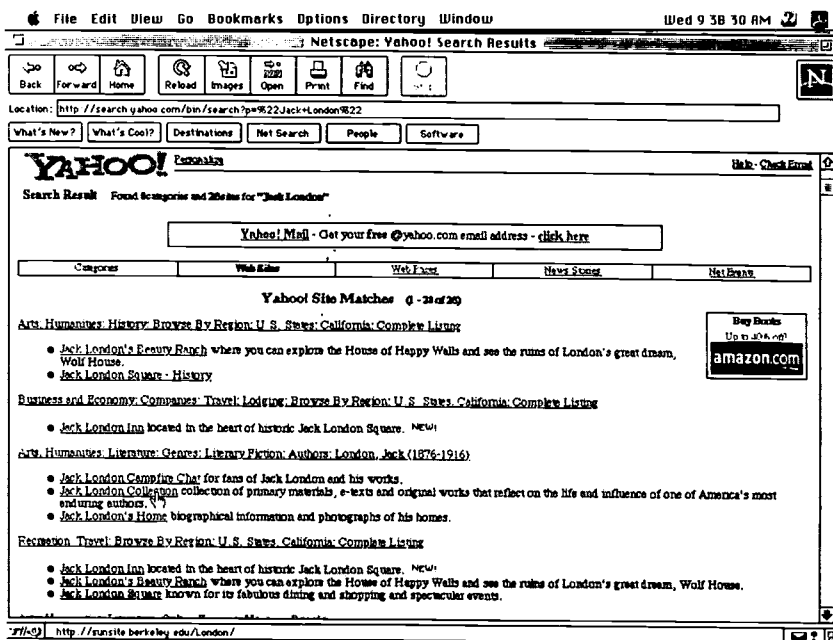 File Edit View Go Bookmarks Options Directory Window Wed 9 38 30 AM
Netscape: Yahoo! Search Results
Back Forward Home Reload Images Open Print Find
Location: http://search.yahoo.com/bin/search?p=%22Jack+London%22
What's New? What's Cool? Destinations Net Search People Software
YAHOO! Personalize Help - Check Email
Search Result Found categories and sites for "Jack London"
Yahoo! Mail - Get your free @yahoo.com email address - click here
Categories Web Sites Web Pages News Stories Net Events
Yahoo! Site Matches
Arts: Humanities: History: Browse By Region: U.S. States: California: Complete Listing
Buy Books
Up to 40% off!
amazon.com
Jack London's Beauty Ranch where you can explore the House of Happy Walls and see the ruins of London's great dream,
Wolf House.
Jack London Square - History
Business and Economy: Companies: Travel: Lodging: Browse By Region: U.S. States: California: Complete Listing
Jack London Inn located in the heart of historic Jack London Square. NEW!
Arts: Humanities: Literature: Genres: Literary Fiction: Authors: London, Jack (1876-1916)
Jack London Campfire Chat for fans of Jack London and his works.
Jack London Collection collection of primary materials, e-texts and original works that reflect on the life and influence of one of America's most
enduring authors.
Jack London's Home biographical information and photographs of his homes.
Recreation: Travel: Browse By Region: U.S. States: California: Complete Listing
Jack London Inn located in the heart of historic Jack London Square. NEW!
Jack London's Beauty Ranch where you can explore the House of Happy Walls and see the ruins of London's great dream, Wolf House.
Jack London Square known for its fabulous dining and shopping and spectacular events.
http://sunsite.berkeley.edu/London/